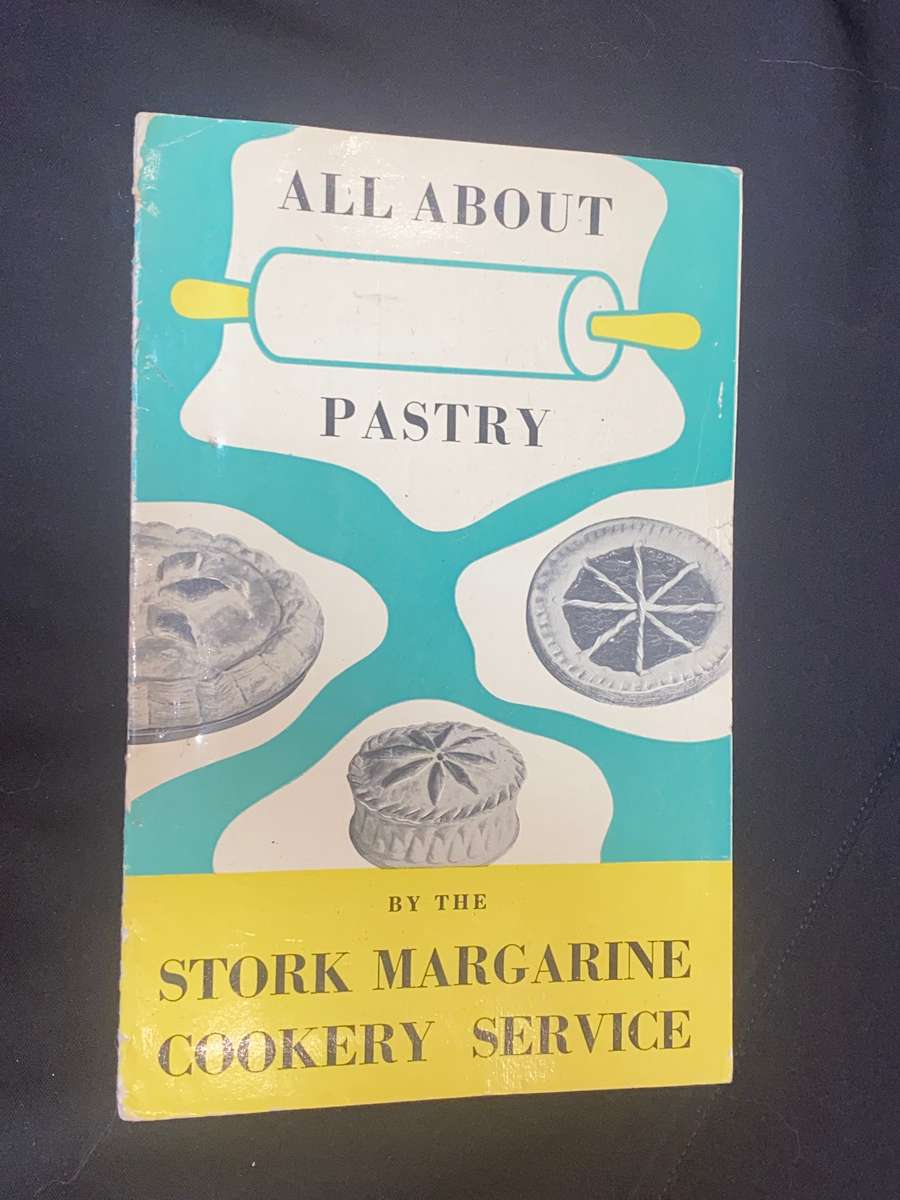 ALL ABOUT
PASTRY
BY THE
STORK MARGARINE
COOKERY SERVICE